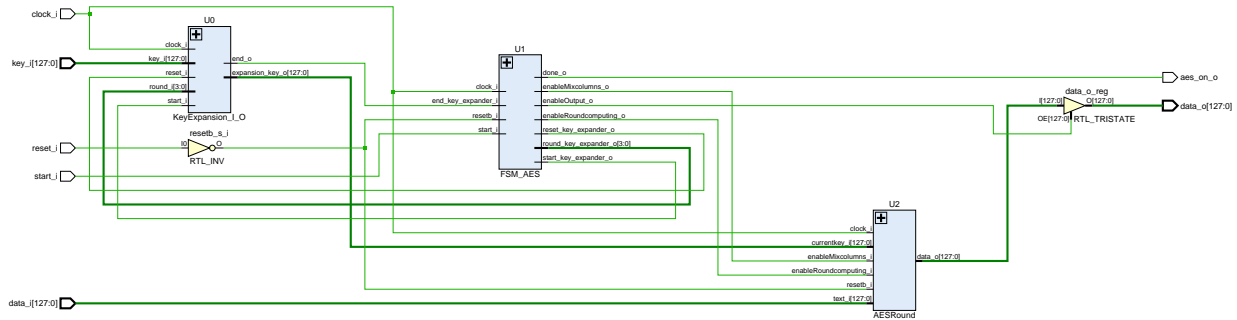 clock_i
key_i[127:0]
reset_i
start_i
data_i[127:0]
U0
clock_i
key_i[127:0]
reset_i
round_i[3:0]
start_i
end_o
expansion_key_o[127:0]
KeyExpansion_I_O
resetb_s_i
I0
O
RTL_INV
U1
clock_i
end_key_expander_i
resetb_i
start_i
done_o
enableMixcolumns_o
enableOutput_o
enableRoundcomputing_o
reset_key_expander_o
round_key_expander_o[3:0]
start_key_expander_o
FSM_AES
U2
clock_i
currentkey_i[127:0]
enableMixcolumns_i
enableRoundcomputing_i
resetb_i
text_i[127:0]
data_o[127:0]
AESRound
data_o_reg
I[127:0]
O[127:0]
OE[127:0]
RTL_TRISTATE
aes_on_o
data_o[127:0]